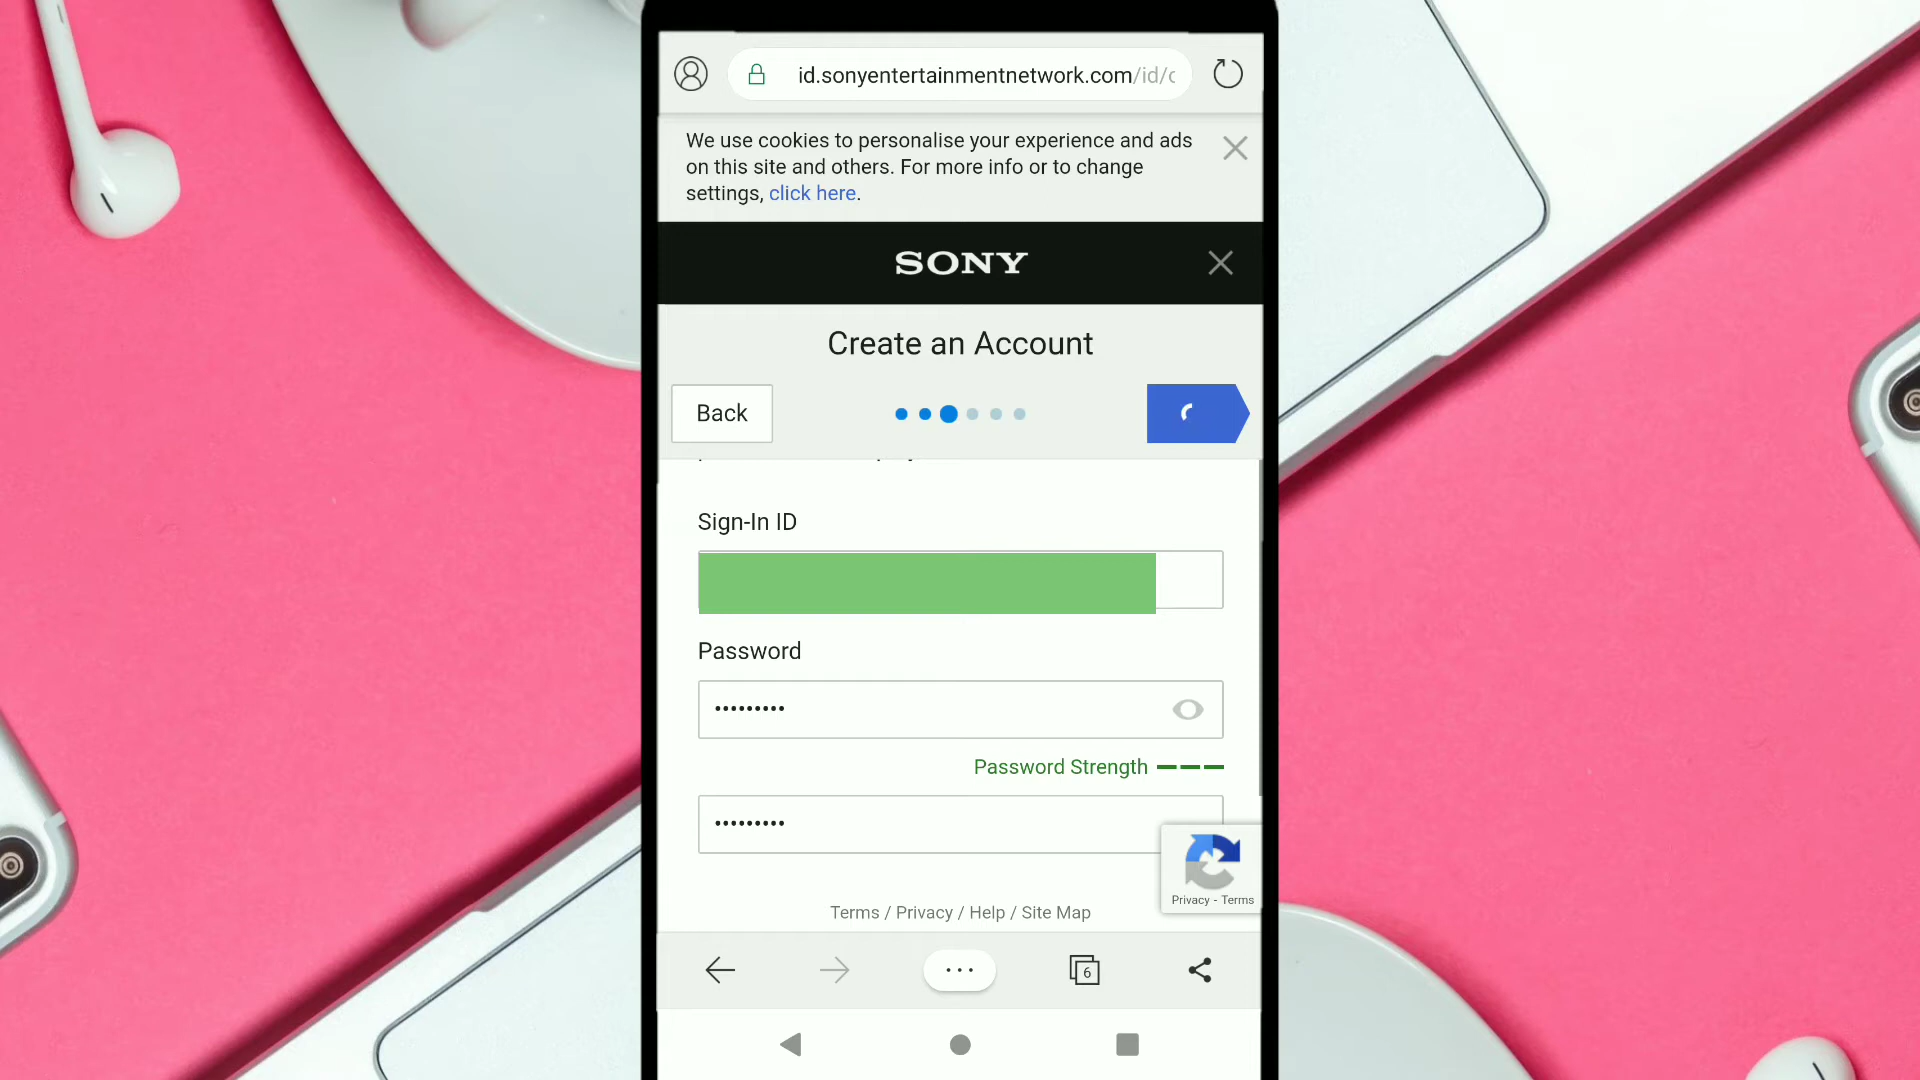 id.sonyentertainmentnetwork.com/id/c
We use cookies to personalise your experience and ads
on this site and others. For more info or to change
settings, click here.
SONY
Create an Account
Back
Sign-In ID
Password
•••••••••
Password Strength
•••••••••
Privacy - Terms
Terms / Privacy / Help / Site Map
6